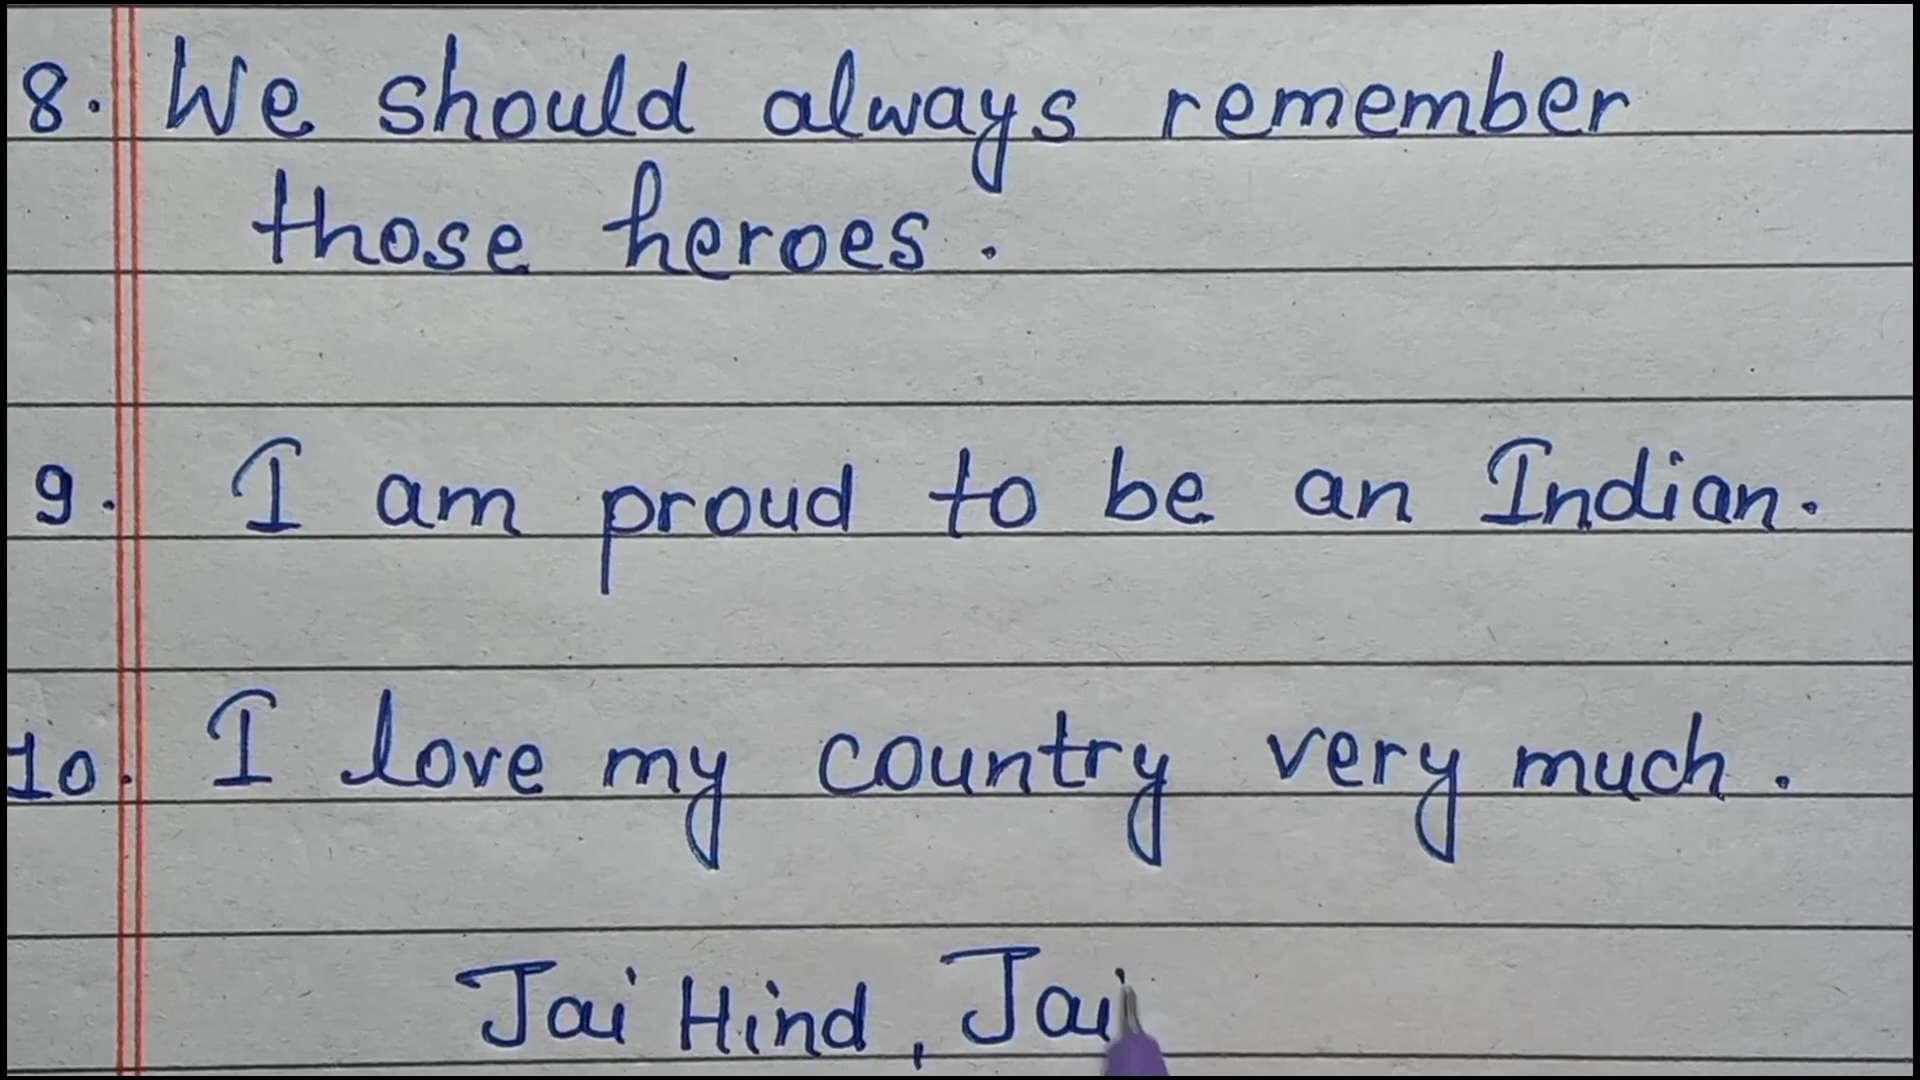 8. We should always remember
those heroes.
9. I am proud to be an Indian.
10. I love my country very much.
Jai Hind, Jai